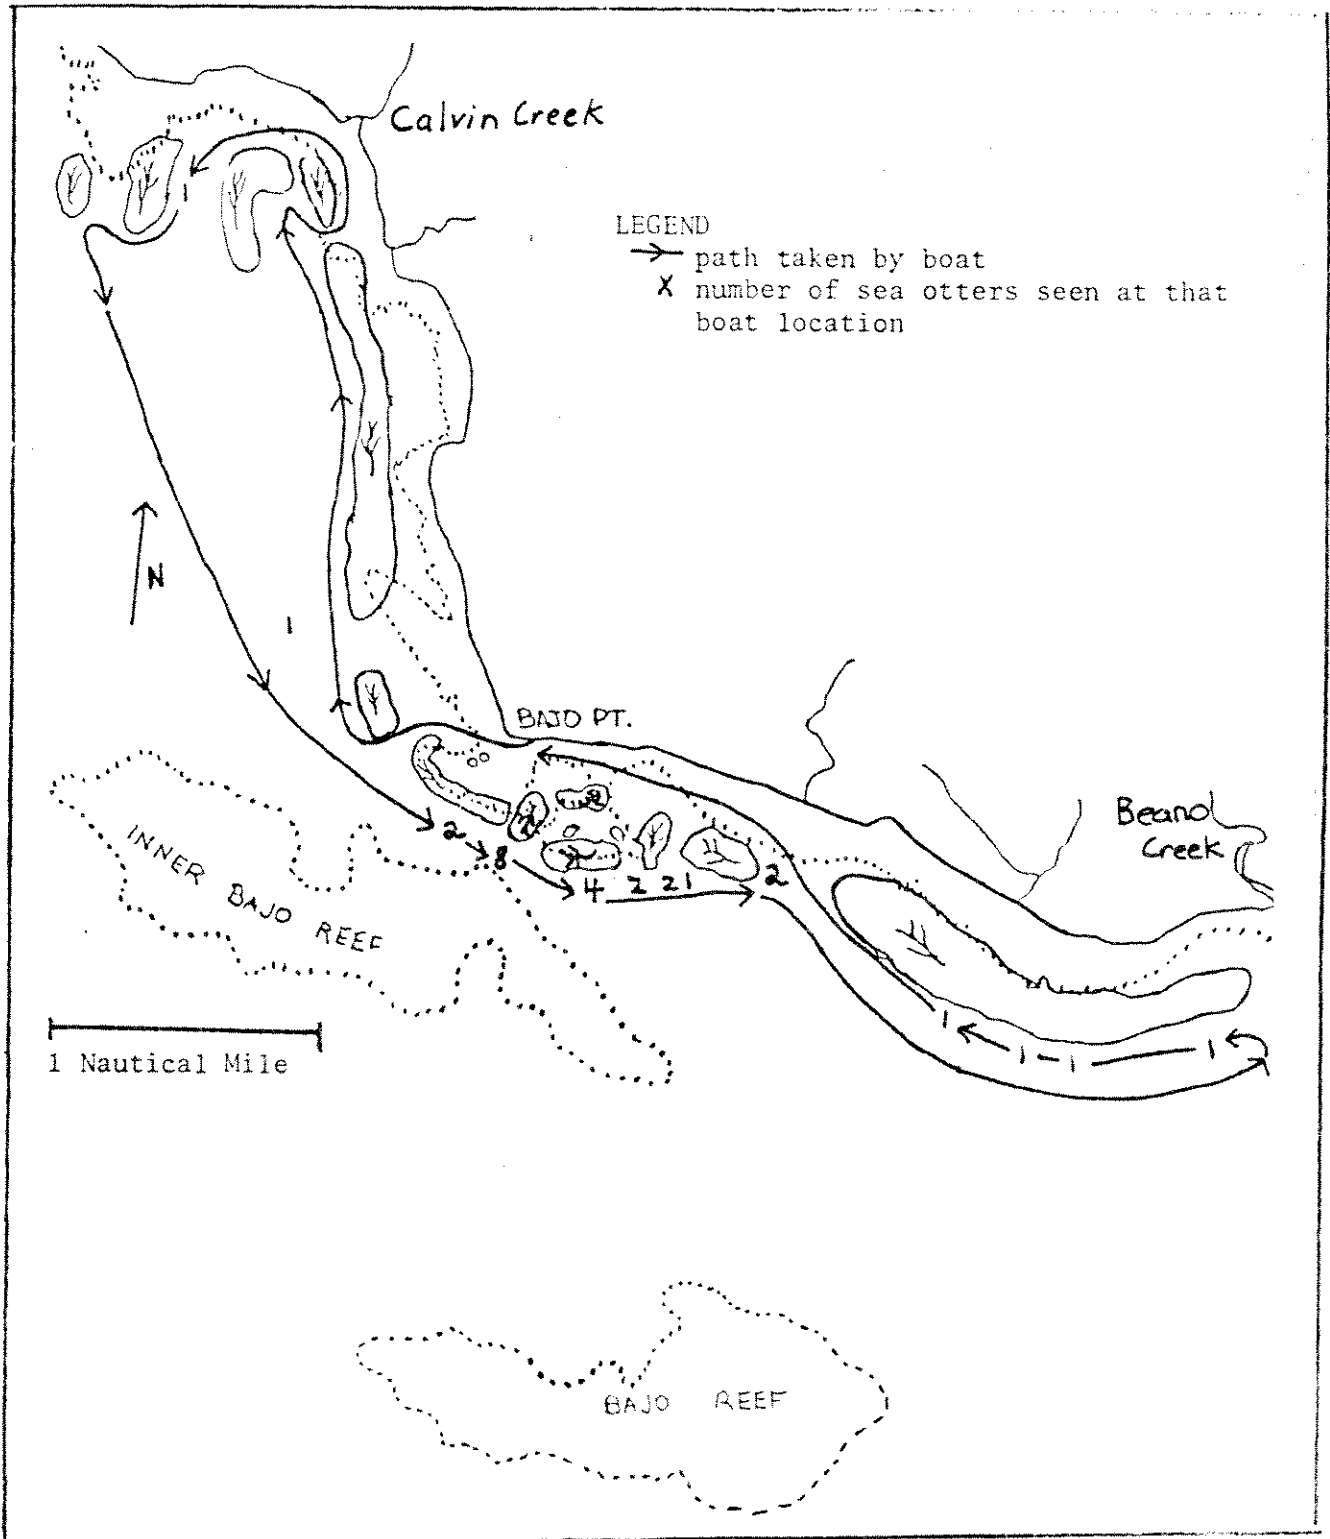 Calvin Creek
1
LEGEND
path taken by boat
X number of sea otters seen at that
boat location
N
1
BAJO PT.
Beano
Creek
2 8 4 2 2 1 2
INNER BAJO REEF
1 1 1 1
1 Nautical Mile
BAJO REEF